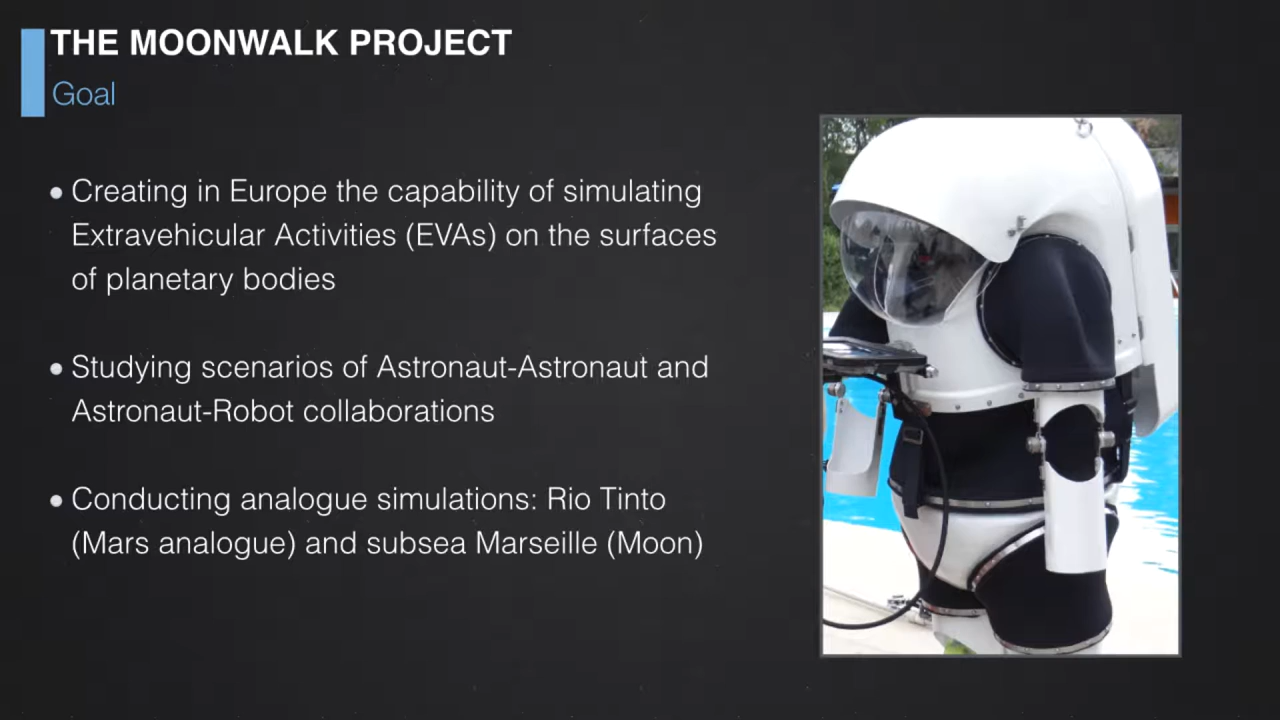 THE MOONWALK PROJECT
Goal
• Creating in Europe the capability of simulating
Extravehicular Activities (EVAs) on the surfaces
of planetary bodies
• Studying scenarios of Astronaut-Astronaut and
Astronaut-Robot collaborations
• Conducting analogue simulations: Rio Tinto
(Mars analogue) and subsea Marseille (Moon)